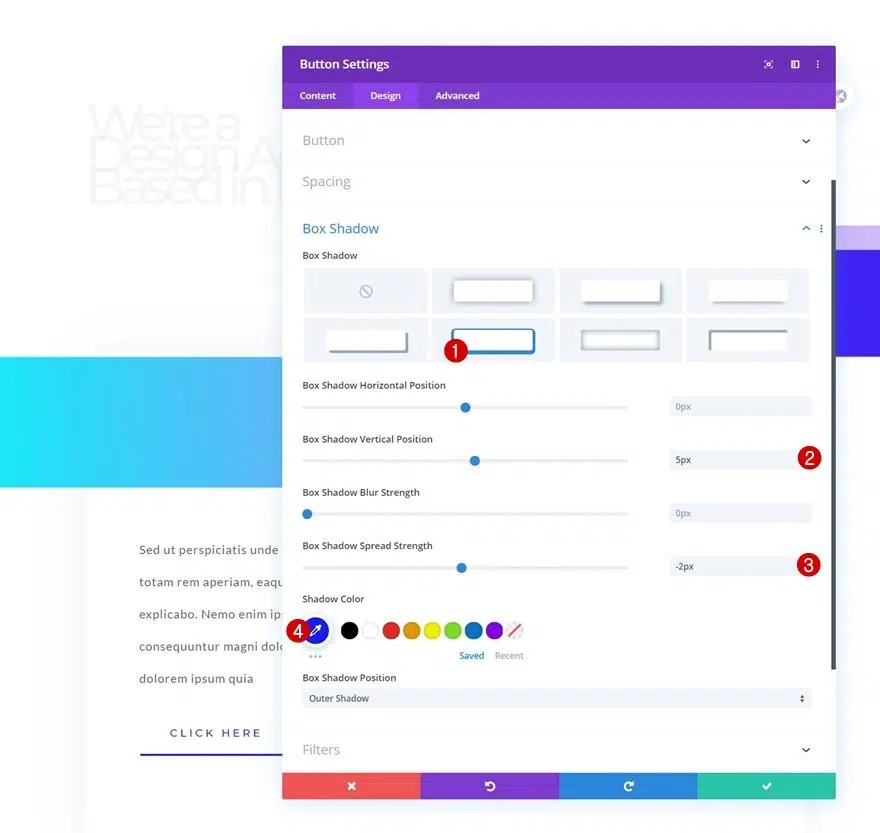 Button Settings
Content Design Advanced
We're a
Design A
Based in
Button
Spacing
Box Shadow
Box Shadow
1
Box Shadow Horizontal Position
0px
Box Shadow Vertical Position
5px 2
Box Shadow Blur Strength
0px
Box Shadow Spread Strength
-2px 3
Shadow Color
4
Saved Recent
Box Shadow Position
Outer Shadow
Filters
Sed ut perspiciatis unde
totam rem aperiam, eaqu
explicabo. Nemo enim ips
consequuntur magni dolo
dolorem ipsum quia
CLICK HERE